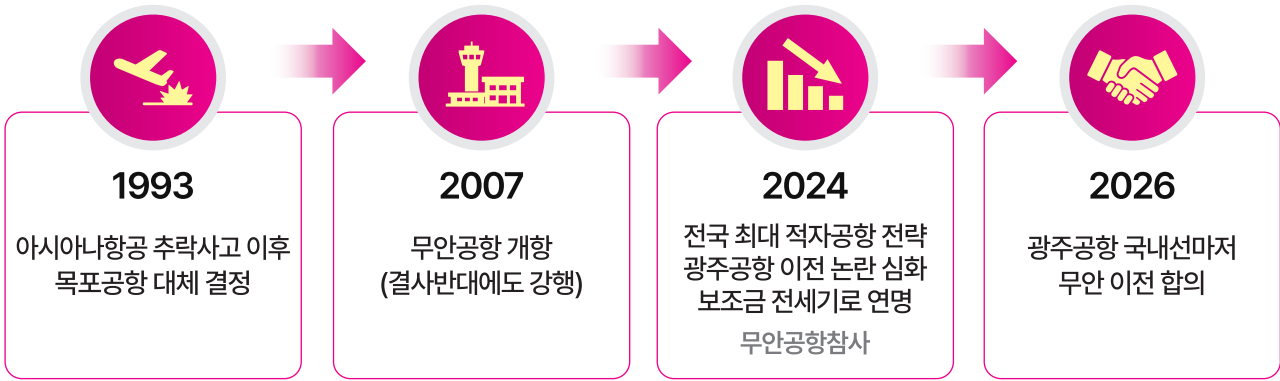 1993
아시아나항공 추락사고 이후
목포공항 대체 결정
2007
무안공항 개항
(결사반대에도 강행)
2024
전국 최대 적자공항 전략
광주공항 이전 논란 심화
보조금 전세기로 연명
무안공항참사
2026
광주공항 국내선마저
무안 이전 합의